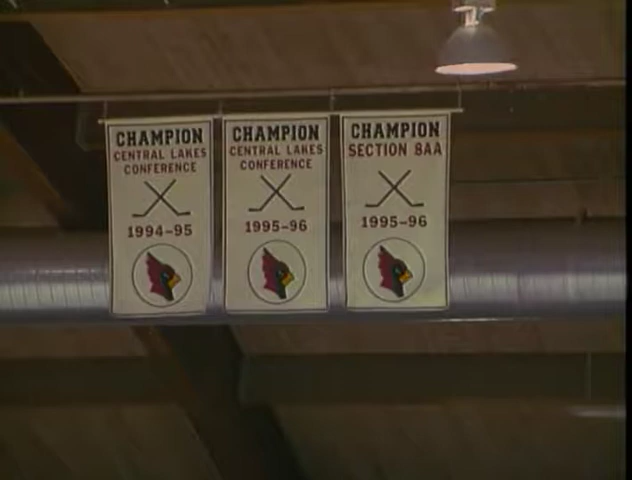 CHAMPION
CENTRAL LAKES
CONFERENCE
1994-95
CHAMPION
CENTRAL LAKES
CONFERENCE
1995-96
CHAMPION
SECTION 8AA
1995-96